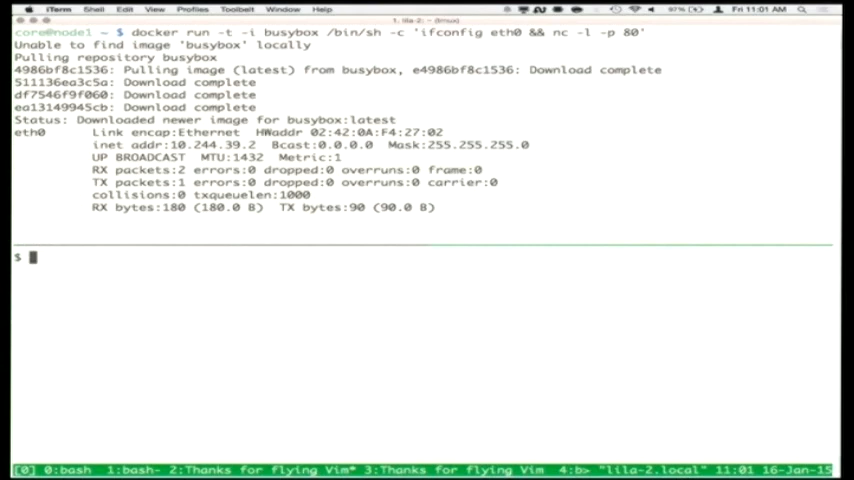 iTerm Shell Edit View Profiles Toolbelt Window Help 97% Fri 11:01 AM
1. lila-2: ~ (tmux)
core@node1 ~ $ docker run -t -i busybox /bin/sh -c 'ifconfig eth0 && nc -l -p 80'
Unable to find image 'busybox' locally
Pulling repository busybox
4986bf8c1536: Pulling image (latest) from busybox, e4986bf8c1536: Download complete
511136ea3c5a: Download complete
df7546f9f060: Download complete
ea13149945cb: Download complete
Status: Downloaded newer image for busybox:latest
eth0 Link encap:Ethernet HWaddr 02:42:0A:F4:27:02
inet addr:10.244.39.2 Bcast:0.0.0.0 Mask:255.255.255.0
UP BROADCAST MTU:1432 Metric:1
RX packets:2 errors:0 dropped:0 overruns:0 frame:0
TX packets:1 errors:0 dropped:0 overruns:0 carrier:0
collisions:0 txqueuelen:1000
RX bytes:180 (180.0 B) TX bytes:90 (90.0 B)
$
[0] 0:bash 1:bash- 2:Thanks for flying Vim* 3:Thanks for flying Vim 4:b> "lila-2.local" 11:01 16-Jan-15